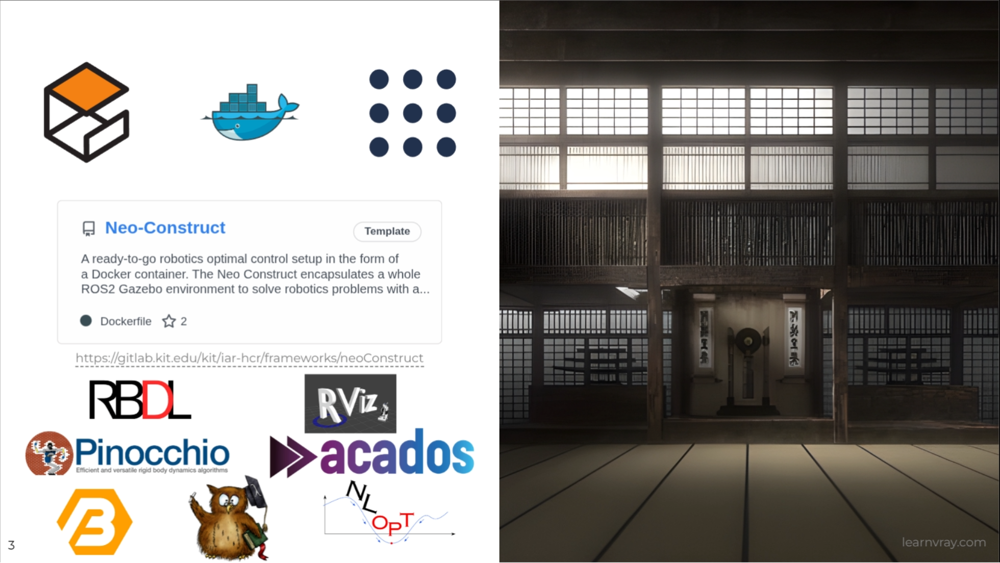 Neo-Construct
Template
A ready-to-go robotics optimal control setup in the form of
a Docker container. The Neo Construct encapsulates a whole
ROS2 Gazebo environment to solve robotics problems with a...
Dockerfile
2
https://gitlab.kit.edu/kit/iar-hcr/frameworks/neoConstruct
RBDL
RViz
Pinocchio
Efficient and versatile rigid body dynamics algorithms
acados
NLOPT
3
learnvray.com